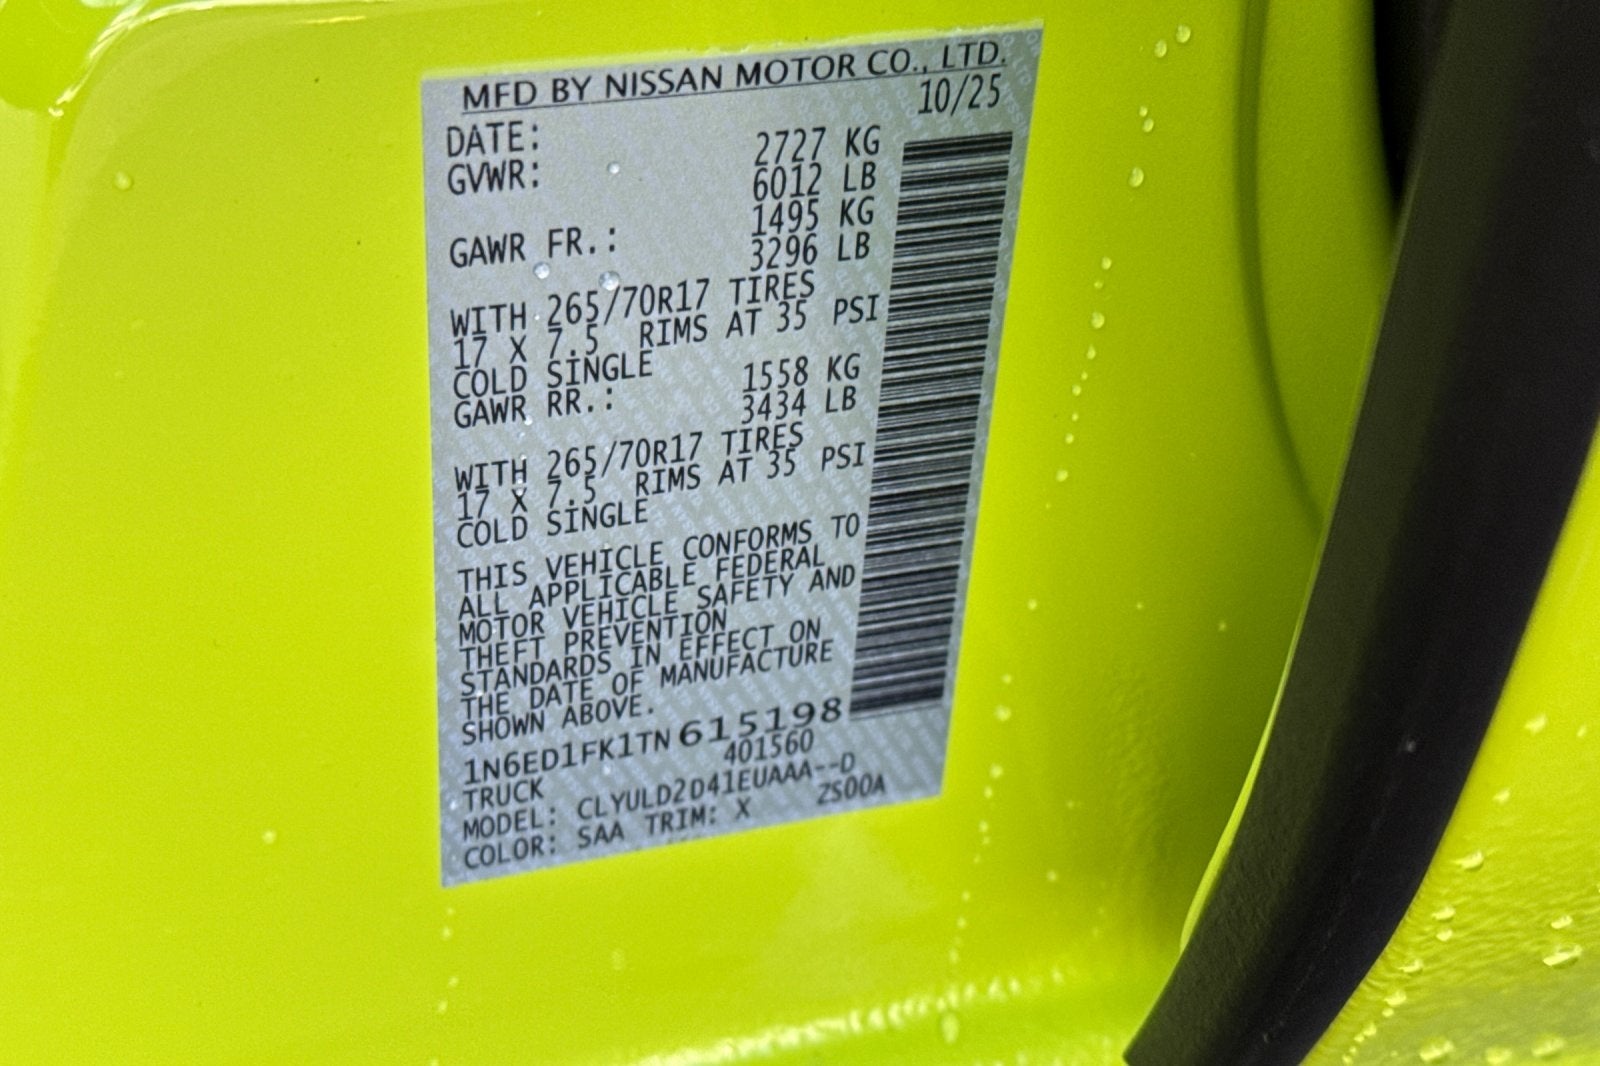 MFD BY NISSAN MOTOR CO., LTD.
DATE: 10/25
GVWR: 2727 KG
6012 LB
GAWR FR.: 1495 KG
3296 LB
WITH 265/70R17 TIRES
17 X 7.5 RIMS AT 35 PSI
COLD SINGLE
GAWR RR.: 1558 KG
3434 LB
WITH 265/70R17 TIRES
17 X 7.5 RIMS AT 35 PSI
COLD SINGLE
THIS VEHICLE CONFORMS TO
ALL APPLICABLE FEDERAL
MOTOR VEHICLE SAFETY AND
THEFT PREVENTION
STANDARDS IN EFFECT ON
THE DATE OF MANUFACTURE
SHOWN ABOVE.
1N6ED1FK1TN615198
TRUCK 401560
MODEL: CLYULD2D41EUAAA--D
COLOR: SAA TRIM: X ZS00A